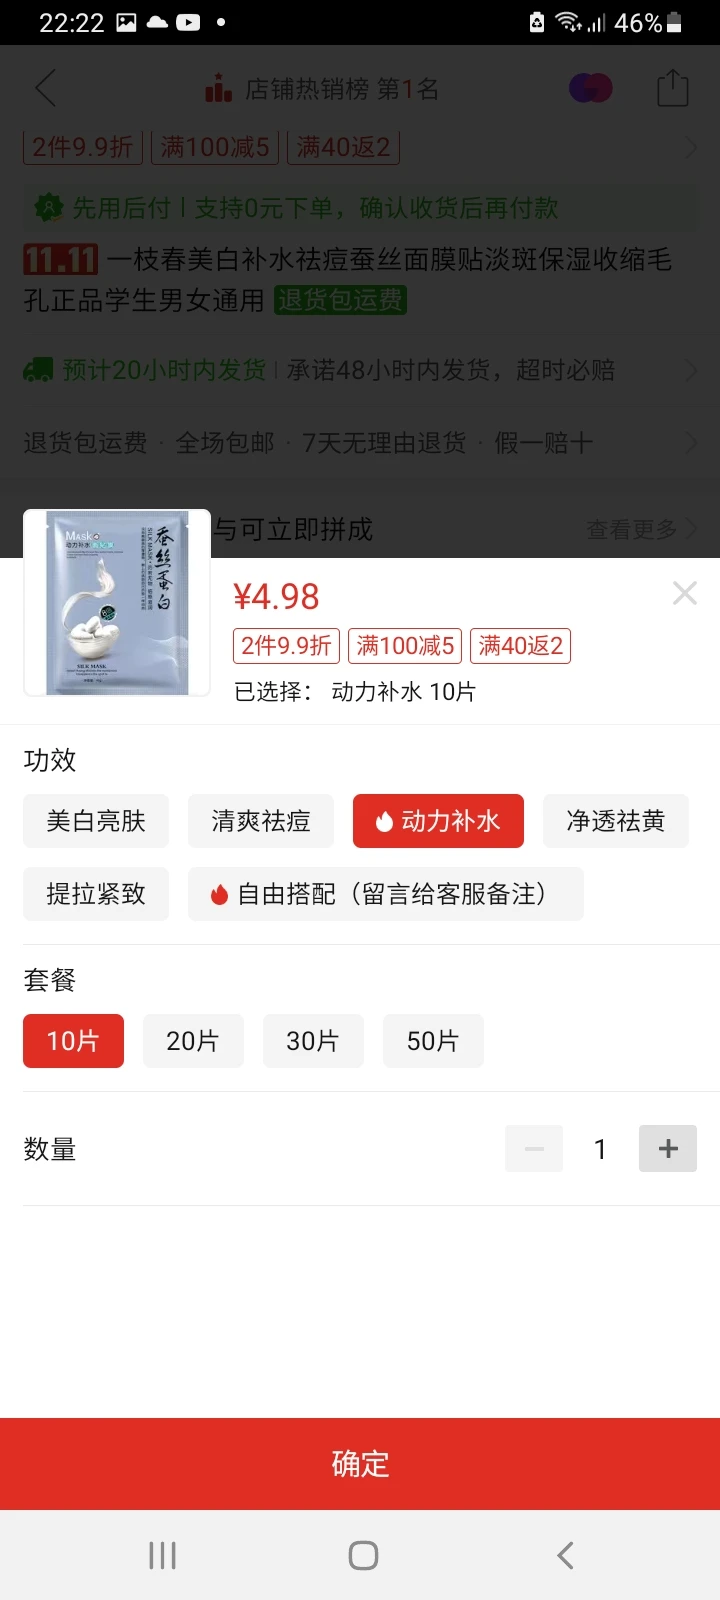 22:22
46%
店铺热销榜 第1名
2件9.9折 满100减5 满40返2
先用后付 | 支持0元下单，确认收货后再付款
11.11 一枝春美白补水祛痘蚕丝面膜贴淡斑保湿收缩毛
孔正品学生男女通用 退货包运费
预计20小时内发货 | 承诺48小时内发货，超时必赔
退货包运费 · 全场包邮 · 7天无理由退货 · 假一赔十
与可立即拼成 查看更多
Mask
动力补水
蚕丝蛋白
SILK MASK
¥4.98
2件9.9折 满100减5 满40返2
已选择： 动力补水 10片
功效
美白亮肤 清爽祛痘 动力补水 净透祛黄
提拉紧致 自由搭配（留言给客服备注）
套餐
10片 20片 30片 50片
数量 − 1 +
确定